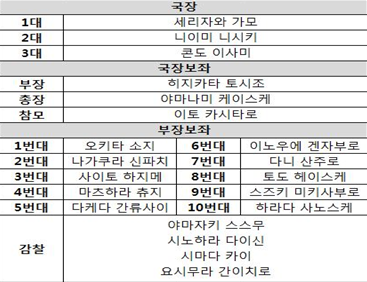 국장
1대 세리자와 가모
2대 니이미 니시키
3대 콘도 이사미
국장보좌
부장 히지카타 토시조
총장 야마나미 케이스케
참모 이토 카시타로
부장보좌
1번대 오키타 소지 6번대 이노우에 겐자부로
2번대 나가쿠라 신파치 7번대 다니 산주로
3번대 사이토 하지메 8번대 토도 헤이스케
4번대 마츠하라 츄지 9번대 스즈키 미키사부로
5번대 다케다 간류사이 10번대 하라다 사노스케
감찰
야마자키 스스무
시노하라 다이신
시마다 카이
요시무라 간이치로